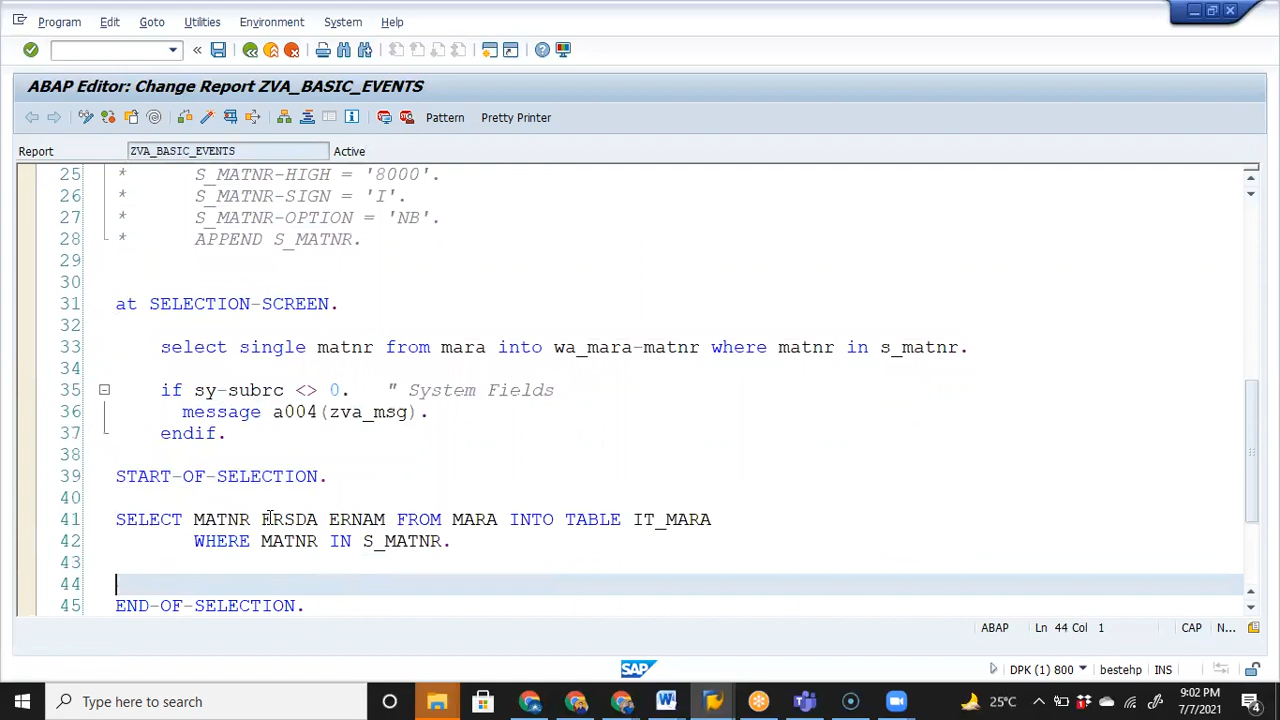 Program Edit Goto Utilities Environment System Help
ABAP Editor: Change Report ZVA_BASIC_EVENTS
Pattern Pretty Printer
Report ZVA_BASIC_EVENTS Active
25 * S_MATNR-HIGH = '8000'.
26 * S_MATNR-SIGN = 'I'.
27 * S_MATNR-OPTION = 'NB'.
28 * APPEND S_MATNR.
29
30
31 at SELECTION-SCREEN.
32
33 select single matnr from mara into wa_mara-matnr where matnr in s_matnr.
34
35 if sy-subrc <> 0. " System Fields
36 message a004(zva_msg).
37 endif.
38
39 START-OF-SELECTION.
40
41 SELECT MATNR ERSDA ERNAM FROM MARA INTO TABLE IT_MARA
42 WHERE MATNR IN S_MATNR.
43
44
45 END-OF-SELECTION.
ABAP Ln 44 Col 1 CAP N...
SAP DPK (1) 800 bestehp INS
Type here to search 25°C 9:02 PM
7/7/2021 4